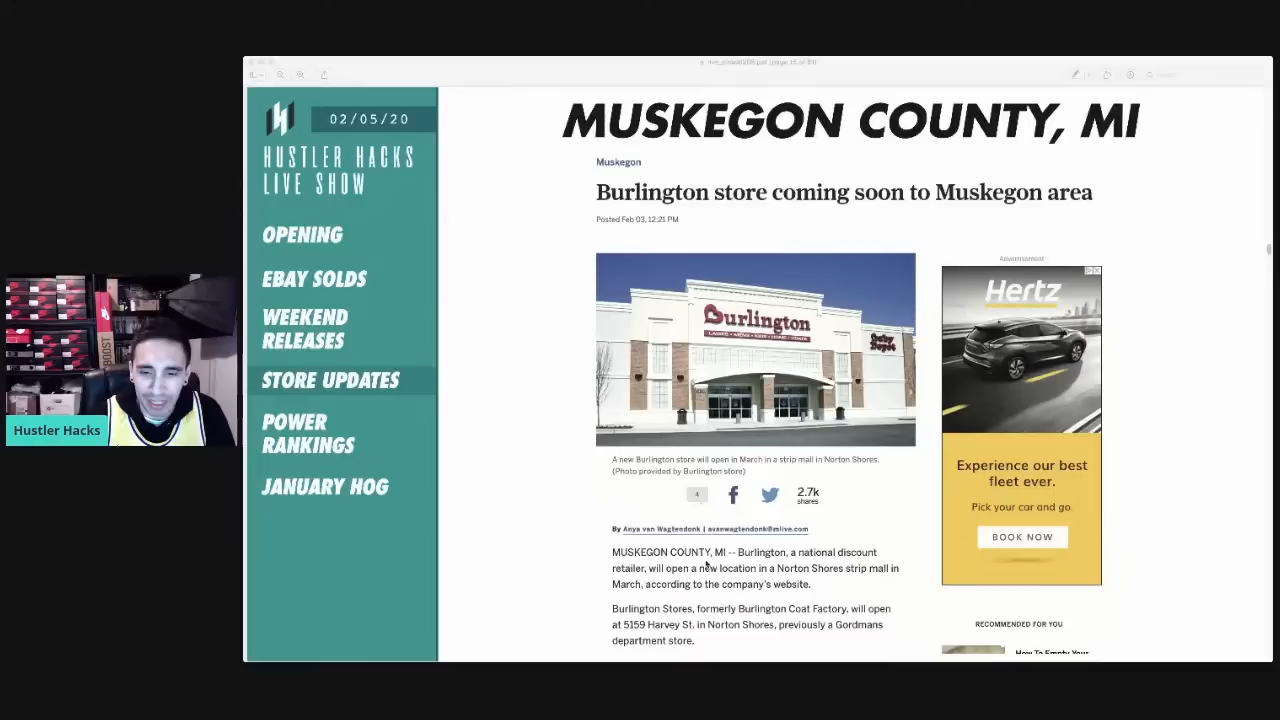 MUSKEGON COUNTY, MI
02/05/20
HUSTLER HACKS
LIVE SHOW
OPENING
EBAY SOLDS
WEEKEND
RELEASES
STORE UPDATES
POWER
RANKINGS
JANUARY HOG
Hustler Hacks
BOOST
Muskegon
Burlington store coming soon to Muskegon area
Posted Feb 03, 12:21 PM
Burlington
A new Burlington store will open in March in a strip mall in Norton Shores.
(Photo provided by Burlington store)
4
2.7k
shares
By Anya van Wagtendonk | avanwagtendonk@mlive.com
MUSKEGON COUNTY, MI -- Burlington, a national discount
retailer, will open a new location in a Norton Shores strip mall in
March, according to the company's website.
Burlington Stores, formerly Burlington Coat Factory, will open
at 5159 Harvey St. in Norton Shores, previously a Gordmans
department store.
Advertisement
Hertz
Experience our best
fleet ever.
Pick your car and go.
BOOK NOW
RECOMMENDED FOR YOU
How To Empty Your